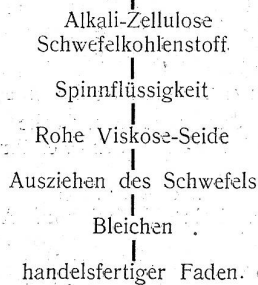 Alkali-Zellulose
Schwefelkohlenstoff
Spinnflüssigkeit
Rohe Viskose-Seide
Ausziehen des Schwefels
Bleichen
handelsfertiger Faden.